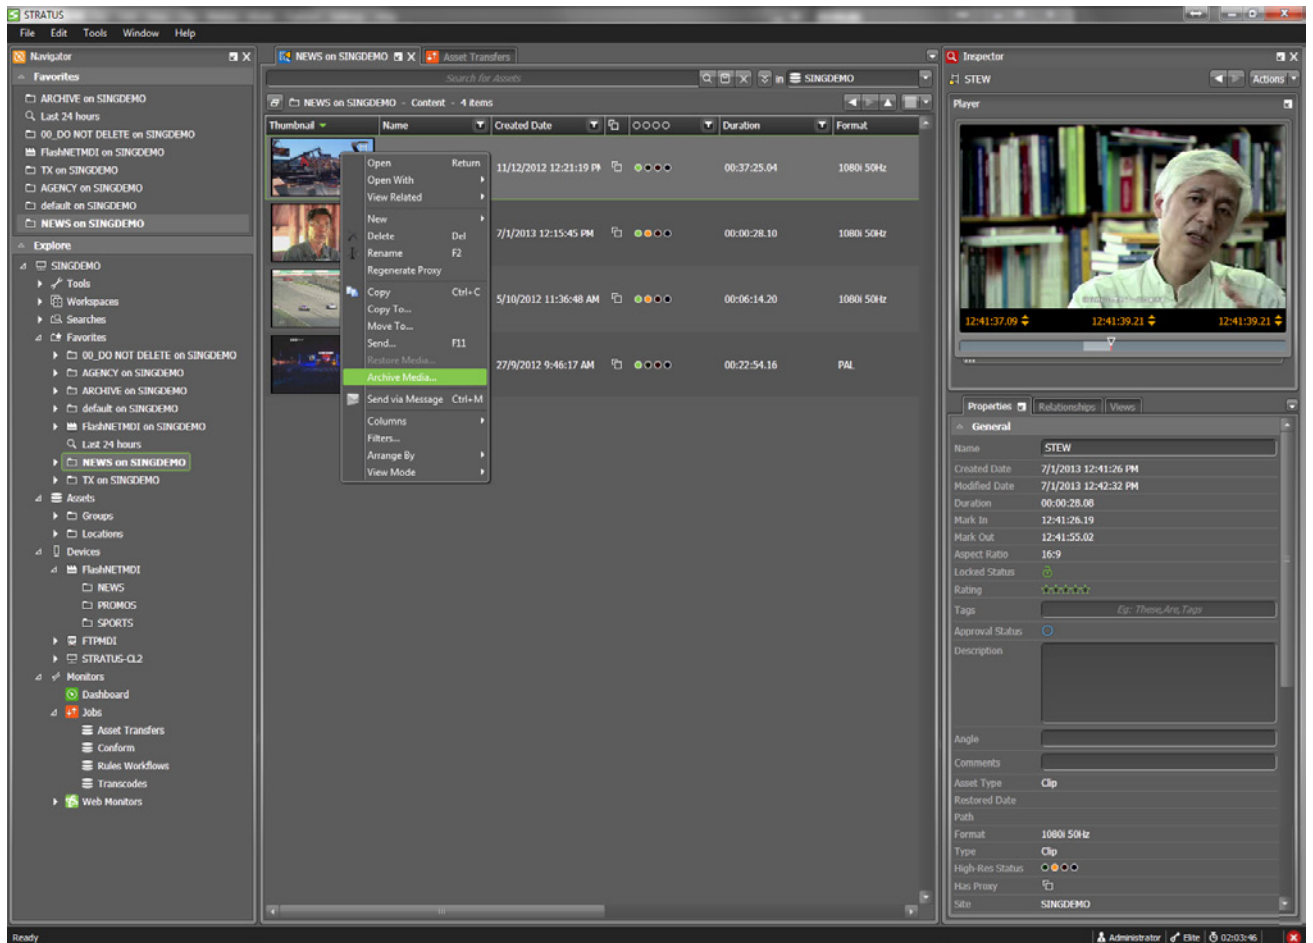 STRATUS
File Edit Tools Window Help
Navigator
Favorites
ARCHIVE on SINGDEMO
Last 24 hours
00_DO NOT DELETE on SINGDEMO
FlashNETMDI on SINGDEMO
TX on SINGDEMO
AGENCY on SINGDEMO
default on SINGDEMO
NEWS on SINGDEMO
Explore
SINGDEMO
Tools
Workspaces
Searches
Favorites
00_DO NOT DELETE on SINGDEMO
AGENCY on SINGDEMO
ARCHIVE on SINGDEMO
default on SINGDEMO
FlashNETMDI on SINGDEMO
Last 24 hours
NEWS on SINGDEMO
TX on SINGDEMO
Assets
Groups
Locations
Devices
FlashNETMDI
NEWS
PROMOS
SPORTS
FTPMDI
STRATUS-CL2
Monitors
Dashboard
Jobs
Asset Transfers
Conform
Rules Workflows
Transcodes
Web Monitors
NEWS on SINGDEMO Asset Transfers
Search for Assets in SINGDEMO
NEWS on SINGDEMO - Content - 4 items
Thumbnail Name Created Date Duration Format
11/12/2012 12:21:19 PM 00:37:25.04 1080i 50Hz
7/1/2013 12:15:45 PM 00:00:28.10 1080i 50Hz
5/10/2012 11:36:48 AM 00:06:14.20 1080i 50Hz
27/9/2012 9:46:17 AM 00:22:54.16 PAL
Open Return
Open With
View Related
New
Delete Del
Rename F2
Regenerate Proxy
Copy Ctrl+C
Copy To...
Move To...
Send... F11
Restore Media...
Archive Media...
Send via Message Ctrl+M
Columns
Filters...
Arrange By
View Mode
Inspector
STEW Actions
Player
12:41:37.09 12:41:39.21 12:41:39.21
Properties Relationships Views
General
Name STEW
Created Date 7/1/2013 12:41:26 PM
Modified Date 7/1/2013 12:42:32 PM
Duration 00:00:28.08
Mark In 12:41:26.19
Mark Out 12:41:55.02
Aspect Ratio 16:9
Locked Status
Rating
Tags Eg: These,Are,Tags
Approval Status
Description
Angle
Comments
Asset Type Clip
Restored Date
Path
Format 1080i 50Hz
Type Clip
High-Res Status
Has Proxy
Site SINGDEMO
Ready Administrator Elite 02:03:46